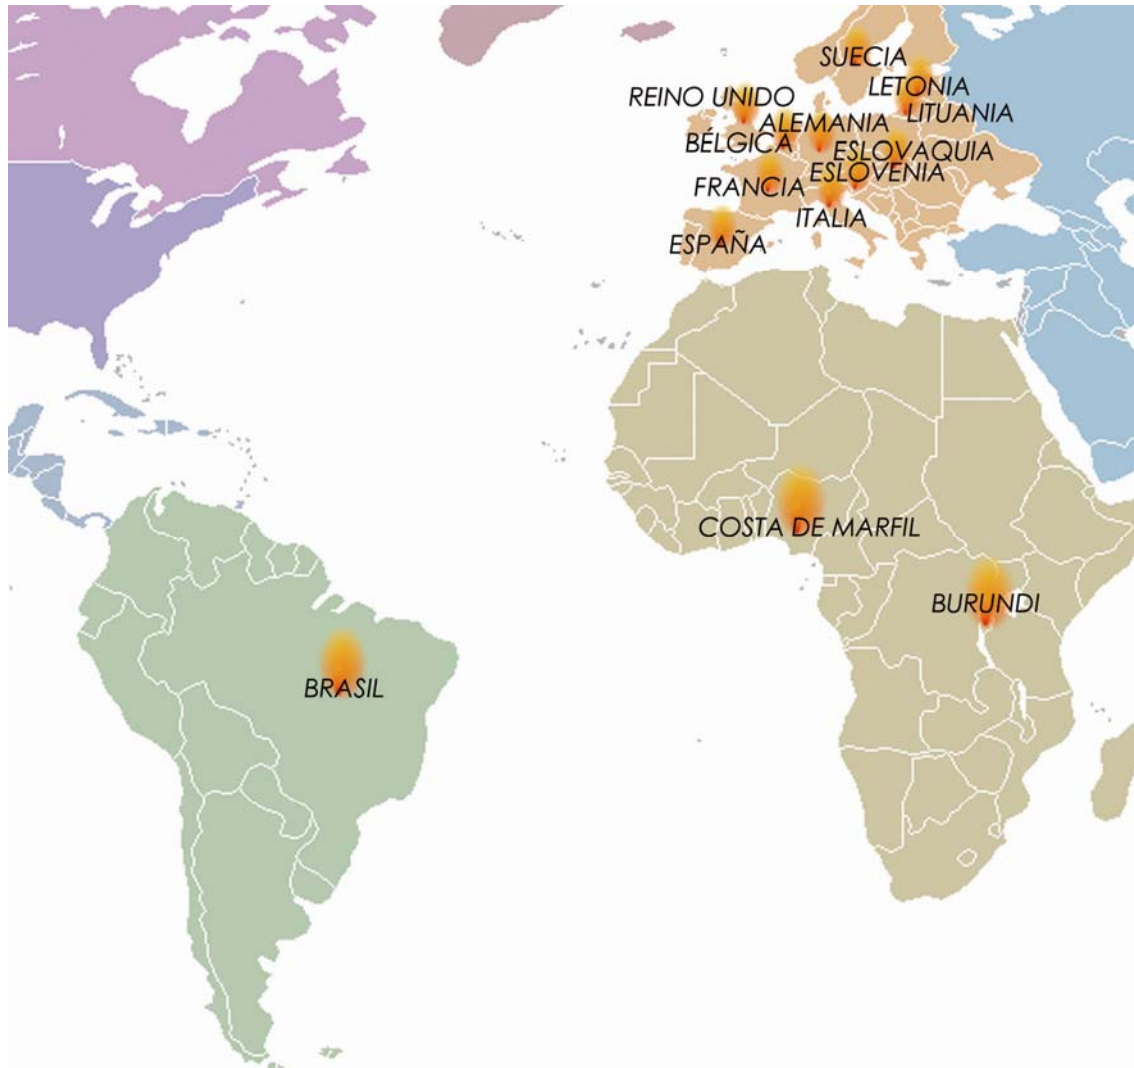 SUECIA
LETONIA
REINO UNIDO
LITUANIA
ALEMANIA
BÉLGICA
ESLOVAQUIA
ESLOVENIA
FRANCIA
ITALIA
ESPAÑA
COSTA DE MARFIL
BURUNDI
BRASIL